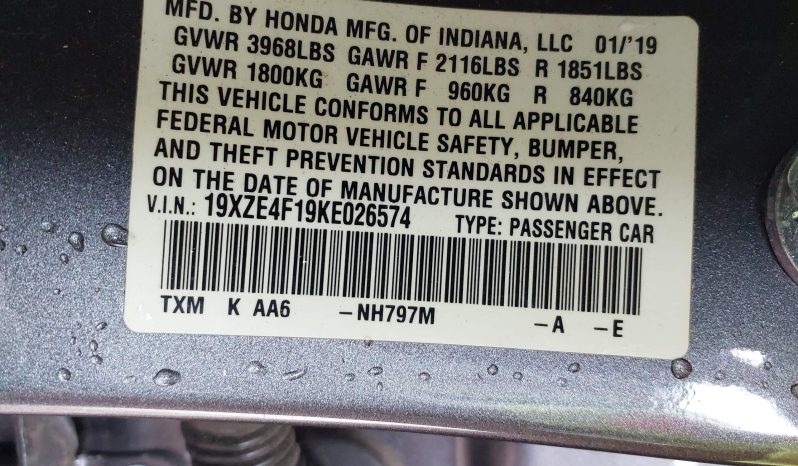 MFD. BY HONDA MFG. OF INDIANA, LLC 01/'19
GVWR 3968LBS GAWR F 2116LBS R 1851LBS
GVWR 1800KG GAWR F 960KG R 840KG
THIS VEHICLE CONFORMS TO ALL APPLICABLE
FEDERAL MOTOR VEHICLE SAFETY, BUMPER,
AND THEFT PREVENTION STANDARDS IN EFFECT
ON THE DATE OF MANUFACTURE SHOWN ABOVE.
V.I.N.: 19XZE4F19KE026574 TYPE: PASSENGER CAR
TXM K AA6 -NH797M -A -E